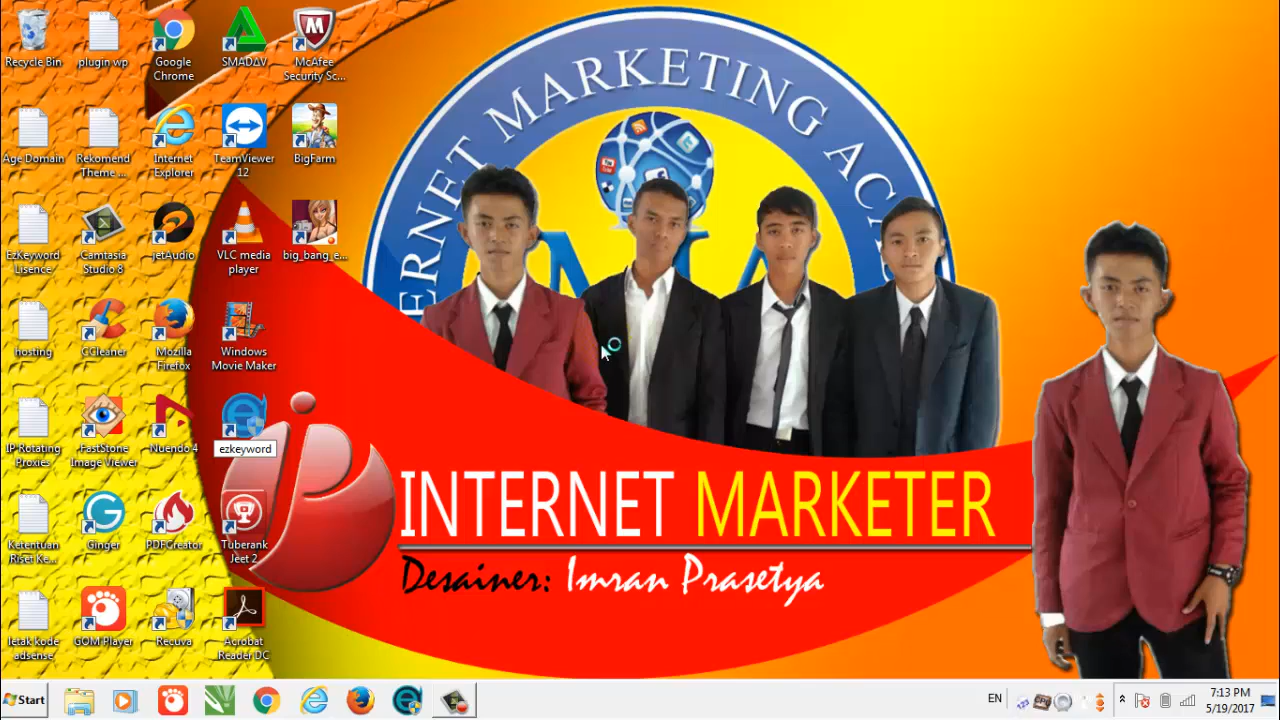 Recycle Bin
plugin wp
Google
Chrome
SMADΔV
McAfee
Security Sc...
Age Domain
Rekomend
Theme ...
Internet
Explorer
TeamViewer
12
BigFarm
EzKeyword
Lisence
Camtasia
Studio 8
jetAudio
VLC media
player
big_bang_e...
hosting
CCleaner
Mozilla
Firefox
Windows
Movie Maker
IP Rotating
Proxies
FastStone
Image Viewer
Nuendo 4
ezkeyword
Ketentuan
Riset Ke...
Ginger
PDFCreator
Tuberank
Jeet 2
letak kode
adsense
GOM Player
Recuva
Acrobat
Reader DC
ERNET MARKETING ACA
INTERNET MARKETER
Desainer: Imran Prasetya
Start
EN
7:13 PM
5/19/2017